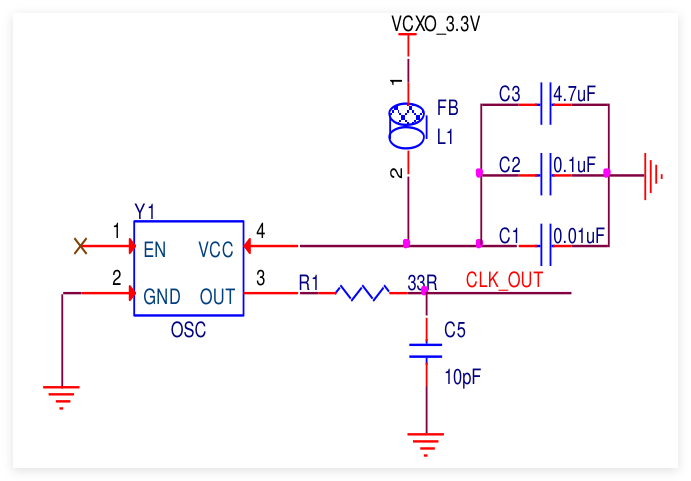 VCXO_3.3V
1
FB
L1
2
C3 4.7uF
C2 0.1uF
C1 0.01uF
Y1
1 EN VCC 4
2 GND OUT 3
OSC
R1 33R
CLK_OUT
C5
10pF